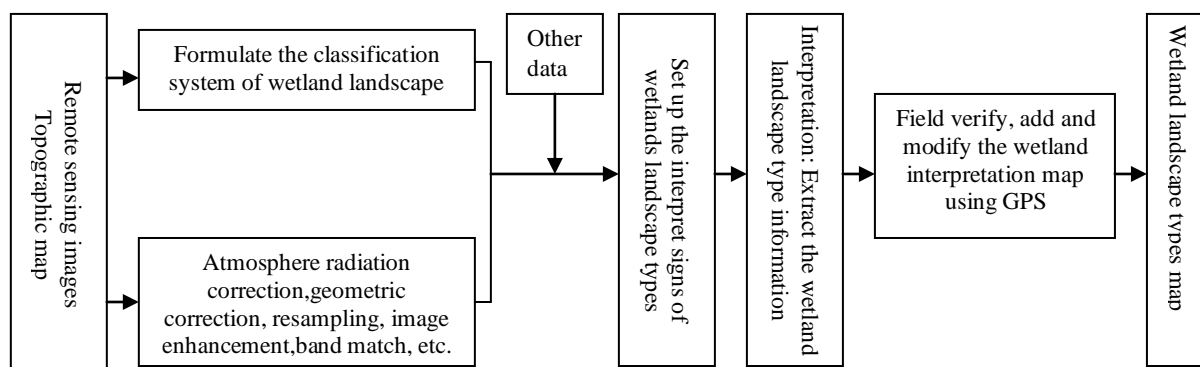 Remote sensing images
Topographic map
Formulate the classification
system of wetland landscape
Atmosphere radiation
correction,geometric
correction, resampling, image
enhancement,band match, etc.
Other
data
Set up the interpret signs of
wetlands landscape types
Interpretation: Extract the wetland
landscape type information
Field verify, add and
modify the wetland
interpretation map
using GPS
Wetland landscape types map